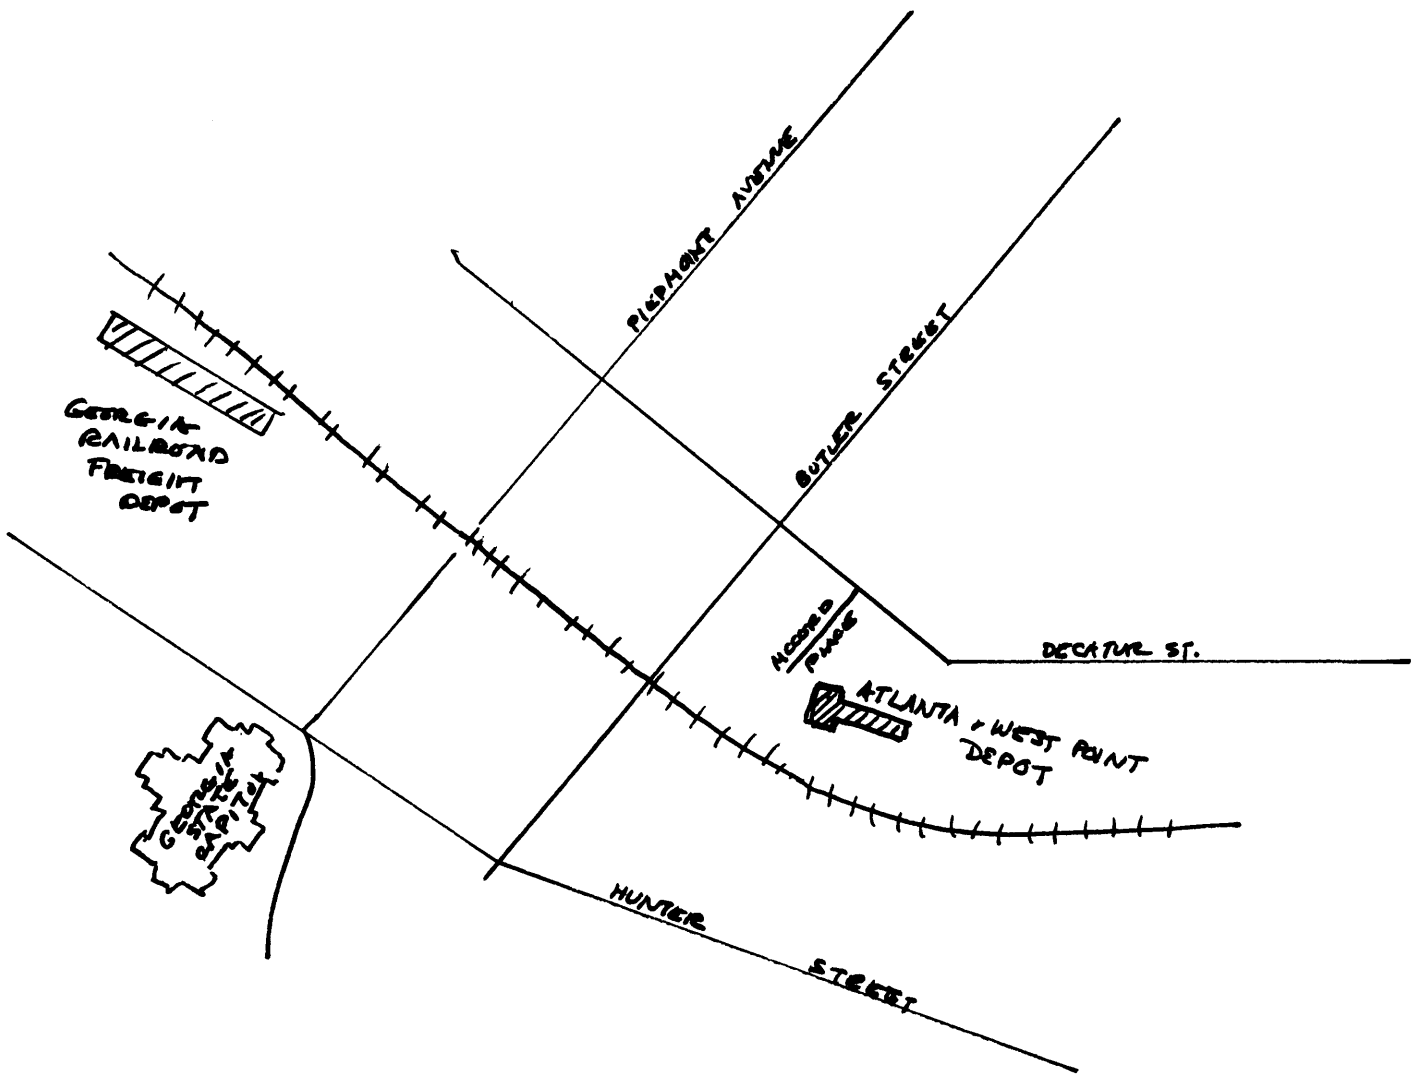 PIEDMONT AVENUE
BUTLER STREET
GEORGIA
RAILROAD
FREIGHT
DEPOT
MCCORD
PLACE
DECATUR ST.
ATLANTA & WEST POINT
DEPOT
GEORGIA
STATE
CAPITOL
HUNTER STREET